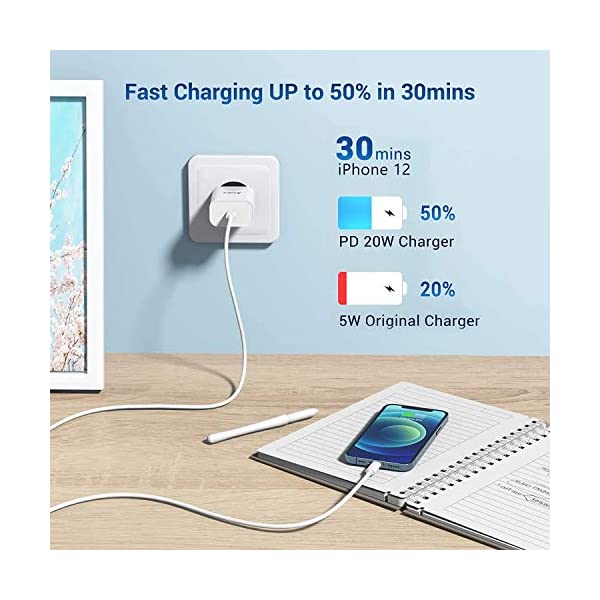 Fast Charging UP to 50% in 30mins
30mins
iPhone 12
50%
PD 20W Charger
20%
5W Original Charger